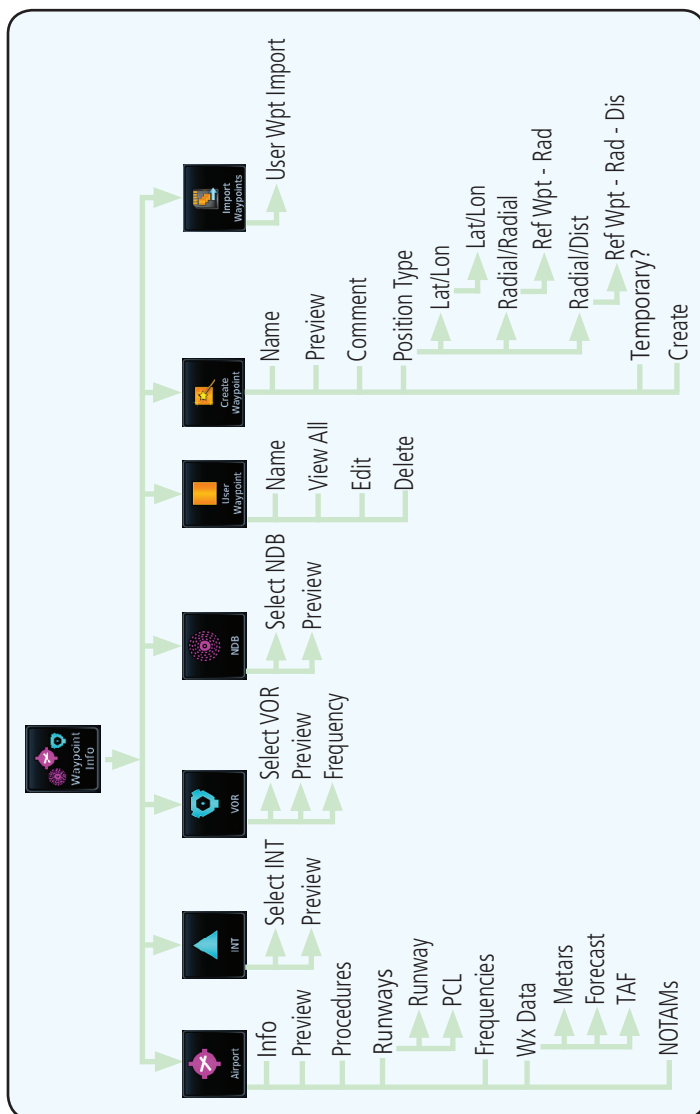 Waypoint
Info
Airport
Info
Preview
Procedures
Runways
Runway
PCL
Frequencies
Wx Data
Metars
Forecast
TAF
NOTAMs
INT
Select INT
Preview
VOR
Select VOR
Preview
Frequency
NDB
Select NDB
Preview
User
Waypoint
Name
View All
Edit
Delete
Create
Waypoint
Name
Preview
Comment
Position Type
Lat/Lon
Lat/Lon
Radial/Radial
Ref Wpt - Rad
Radial/Dist
Ref Wpt - Rad - Dis
Temporary?
Create
Import
Waypoints
User Wpt Import